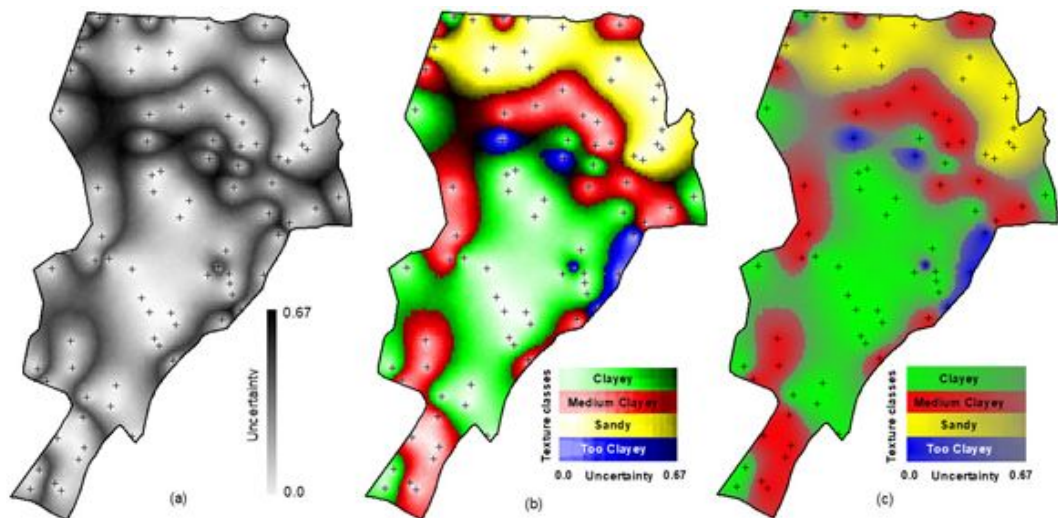 0.67
Uncertainty
0.0
(a)
Texture classes
Clayey
Medium Clayey
Sandy
Too Clayey
0.0 Uncertainty 0.67
(b)
Texture classes
Clayey
Medium Clayey
Sandy
Too Clayey
0.0 Uncertainty 0.67
(c)